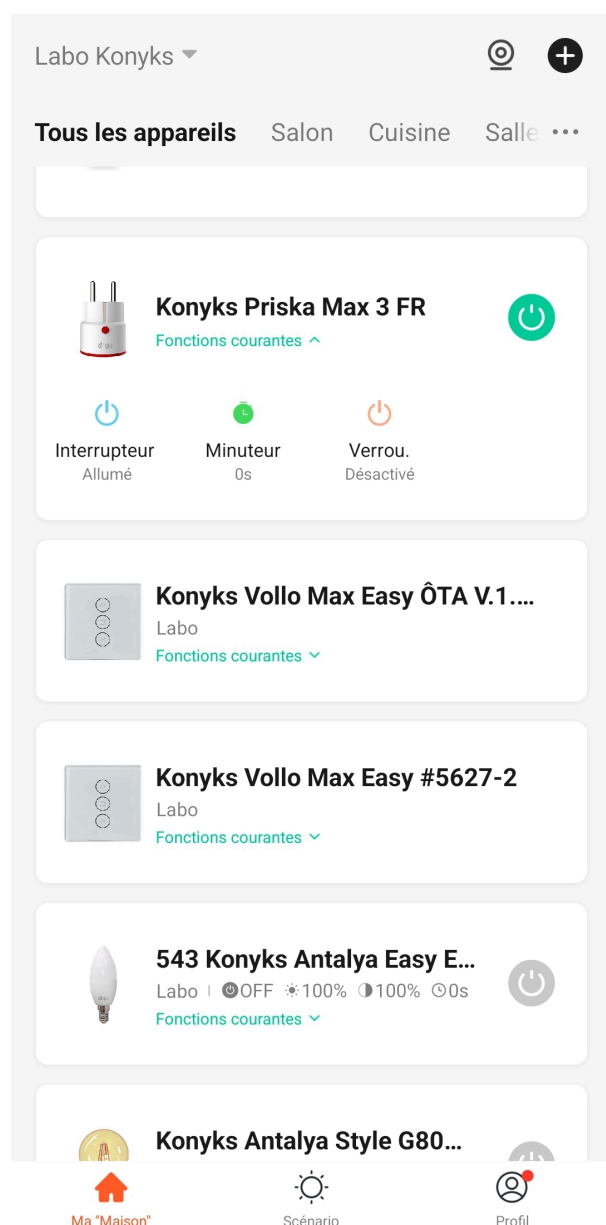 Labo Konyks
Tous les appareils Salon Cuisine Salle
Konyks Priska Max 3 FR
Fonctions courantes
Interrupteur Minuteur Verrou.
Allumé 0s Désactivé
Konyks Vollo Max Easy ÔTA V.1....
Labo
Fonctions courantes
Konyks Vollo Max Easy #5627-2
Labo
Fonctions courantes
543 Konyks Antalya Easy E...
Labo OFF 100% 100% 0s
Fonctions courantes
Konyks Antalya Style G80...
Ma "Maison" Scénario Profil